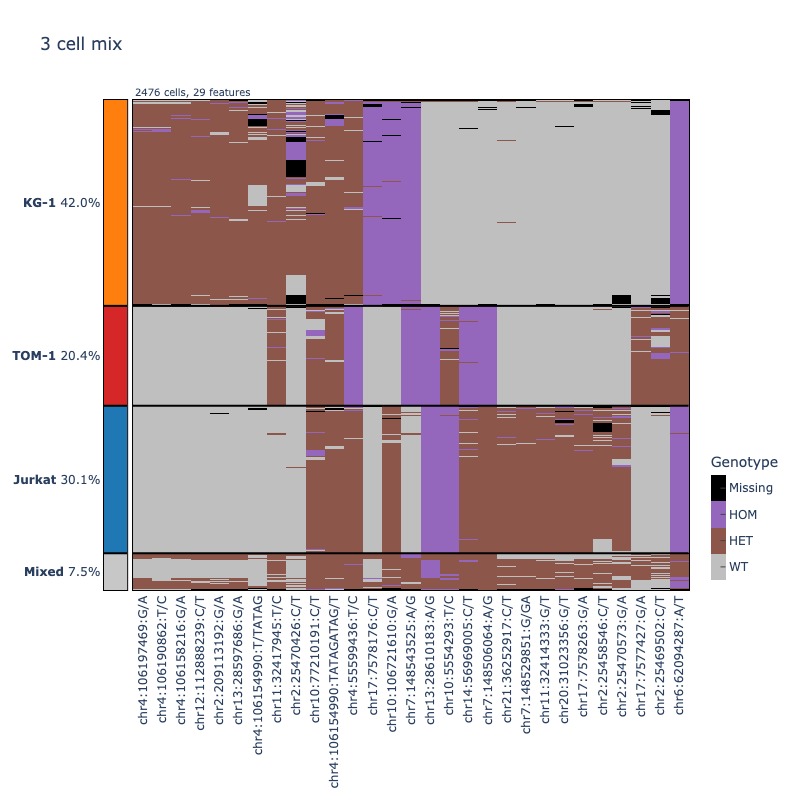 3 cell mix
2476 cells, 29 features
KG-1 42.0%
TOM-1 20.4%
Jurkat 30.1%
Mixed 7.5%
Genotype
Missing
HOM
HET
WT
chr4:106197469:G/A
chr4:106190862:T/C
chr4:106158216:G/A
chr12:112888239:C/T
chr2:209113192:G/A
chr13:28597686:G/A
chr4:106154990:T/TATAG
chr11:32417945:T/C
chr2:25470426:C/T
chr10:77210191:C/T
chr4:106154990:TATAGATAG/T
chr4:55599436:T/C
chr17:7578176:C/T
chr10:106721610:G/A
chr7:148543525:A/G
chr13:28610183:A/G
chr10:5554293:T/C
chr14:56969005:C/T
chr7:148506064:A/G
chr21:36252917:C/T
chr7:148529851:G/GA
chr11:32414333:G/T
chr20:31023356:G/T
chr17:7578263:G/A
chr2:25458546:C/T
chr2:25470573:G/A
chr17:7577427:G/A
chr2:25469502:C/T
chr6:62094287:A/T